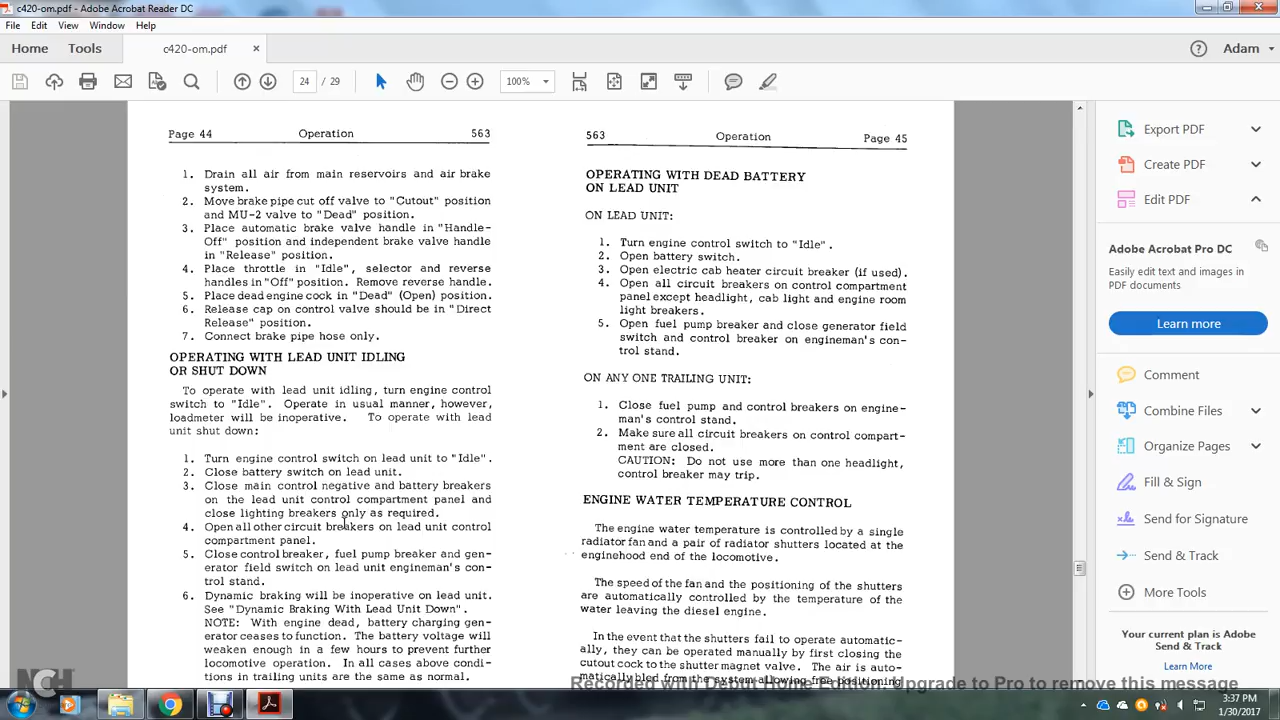 c420-om.pdf - Adobe Acrobat Reader DC
File Edit View Window Help
Home Tools c420-om.pdf × Adam
24 / 29 100%
Page 44 Operation 563
1. Drain all air from main reservoirs and air brake
system.
2. Move brake pipe cut off valve to "Cutout" position
and MU-2 valve to "Dead" position.
3. Place automatic brake valve handle in "Handle-
Off" position and independent brake valve handle
in "Release" position.
4. Place throttle in "Idle", selector and reverse
handles in "Off" position. Remove reverse handle.
5. Place dead engine cock in "Dead" (Open) position.
6. Release cap on control valve should be in "Direct
Release" position.
7. Connect brake pipe hose only.
OPERATING WITH LEAD UNIT IDLING
OR SHUT DOWN
To operate with lead unit idling, turn engine control
switch to "Idle". Operate in usual manner, however,
loadmeter will be inoperative. To operate with lead
unit shut down:
1. Turn engine control switch on lead unit to "Idle".
2. Close battery switch on lead unit.
3. Close main control negative and battery breakers
on the lead unit control compartment panel and
close lighting breakers only as required.
4. Open all other circuit breakers on lead unit control
compartment panel.
5. Close control breaker, fuel pump breaker and gen-
erator field switch on lead unit engineman's con-
trol stand.
6. Dynamic braking will be inoperative on lead unit.
See "Dynamic Braking With Lead Unit Down".
NOTE: With engine dead, battery charging gen-
erator ceases to function. The battery voltage will
weaken enough in a few hours to prevent further
locomotive operation. In all cases above condi-
tions in trailing units are the same as normal.
563 Operation Page 45
OPERATING WITH DEAD BATTERY
ON LEAD UNIT
ON LEAD UNIT:
1. Turn engine control switch to "Idle".
2. Open battery switch.
3. Open electric cab heater circuit breaker (if used).
4. Open all circuit breakers on control compartment
panel except headlight, cab light and engine room
light breakers.
5. Open fuel pump breaker and close generator field
switch and control breaker on engineman's con-
trol stand.
ON ANY ONE TRAILING UNIT:
1. Close fuel pump and control breakers on engine-
man's control stand.
2. Make sure all circuit breakers on control compart-
ment are closed.
CAUTION: Do not use more than one headlight,
control breaker may trip.
ENGINE WATER TEMPERATURE CONTROL
The engine water temperature is controlled by a single
radiator fan and a pair of radiator shutters located at the
enginehood end of the locomotive.
The speed of the fan and the positioning of the shutters
are automatically controlled by the temperature of the
water leaving the diesel engine.
In the event that the shutters fail to operate automatic-
ally, they can be operated manually by first closing the
cutout cock to the shutter magnet valve. The air is auto-
matically bled from the system allowing free positioning
Export PDF
Create PDF
Edit PDF
Adobe Acrobat Pro DC
Easily edit text and images in
PDF documents
Learn more
Comment
Combine Files
Organize Pages
Fill & Sign
Send for Signature
Send & Track
More Tools
Your current plan is Adobe
Send & Track
Learn More
NCH
Recorded with Debut Home Edition. Upgrade to Pro to remove this message
3:37 PM
1/30/2017